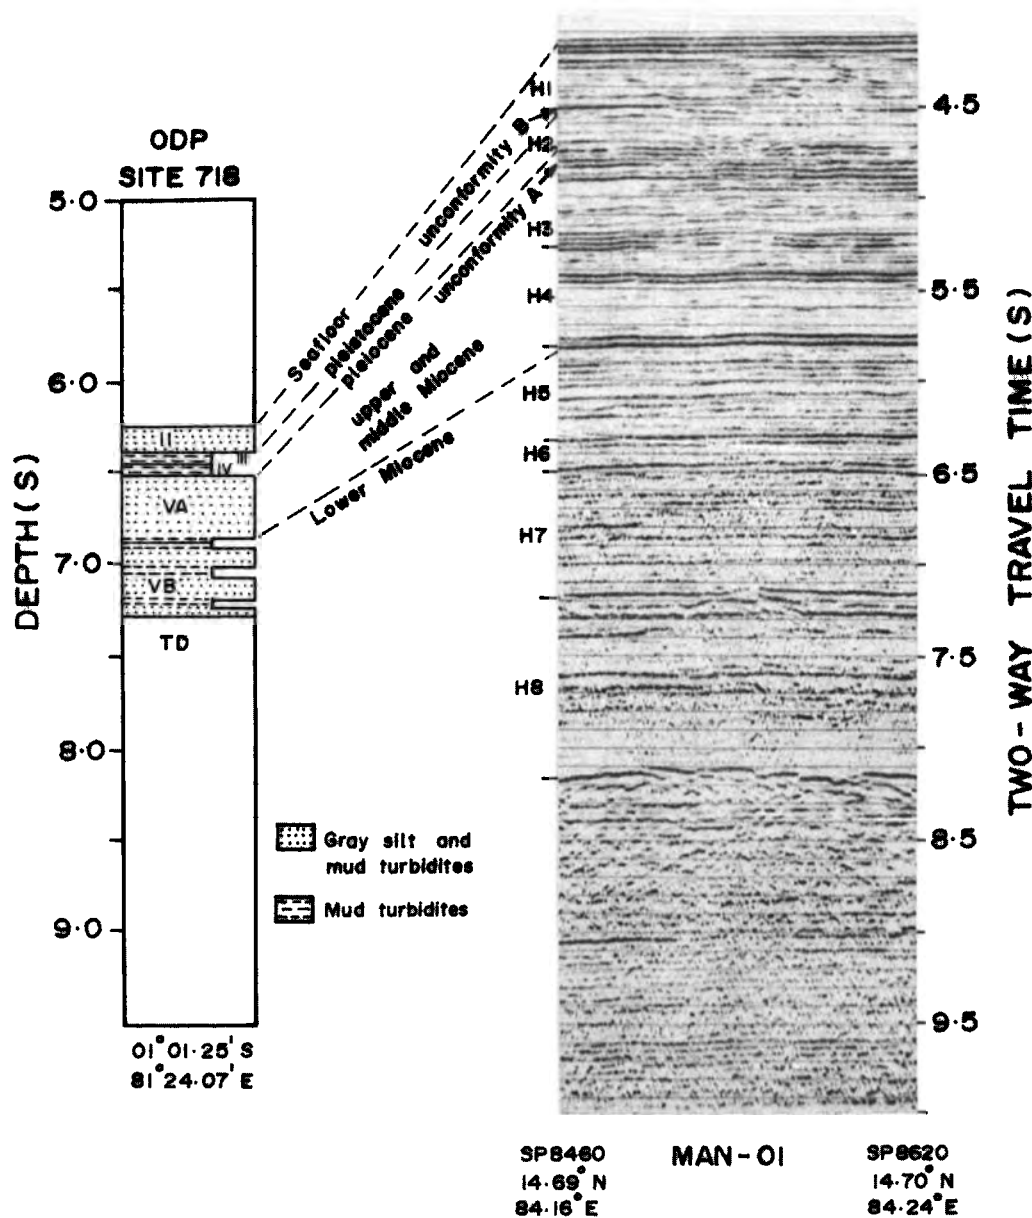 ODP
SITE 718
5.0
6.0
7.0
8.0
9.0
DEPTH(S)
II
III
IV
VA
VB
TD
Gray silt and
mud turbidites
Mud turbidites
01° 01.25' S
81° 24.07' E
Seafloor
unconformity B
pleistocene
pleiocene
unconformity A
upper and
middle Miocene
Lower Miocene
H1
H2
H3
H4
H5
H6
H7
H8
4.5
5.5
6.5
7.5
8.5
9.5
TWO-WAY TRAVEL TIME (S)
SP8460
14.69° N
84.16° E
MAN-01
SP8620
14.70° N
84.24° E